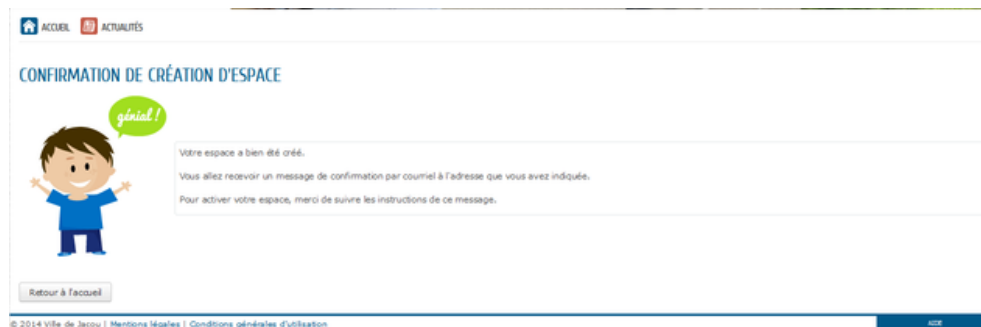 ACCUEIL ACTUALITÉS
CONFIRMATION DE CRÉATION D'ESPACE
génial !
Votre espace a bien été créé.
Vous allez recevoir un message de confirmation par courriel à l'adresse que vous avez indiquée.
Pour activer votre espace, merci de suivre les instructions de ce message.
Retour à l'accueil
© 2014 Ville de Jacou | Mentions légales | Conditions générales d'utilisation AIDE